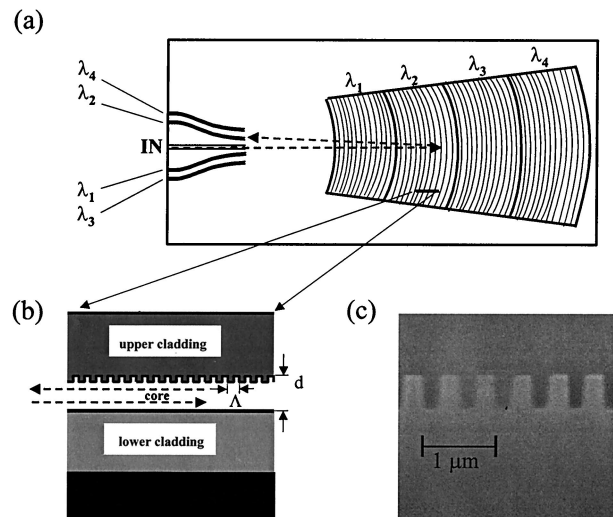 (a)
λ1 λ2 λ3 λ4
λ4
λ2
IN
λ1
λ3
(b)
upper cladding
d
core
Λ
lower cladding
(c)
1 μm